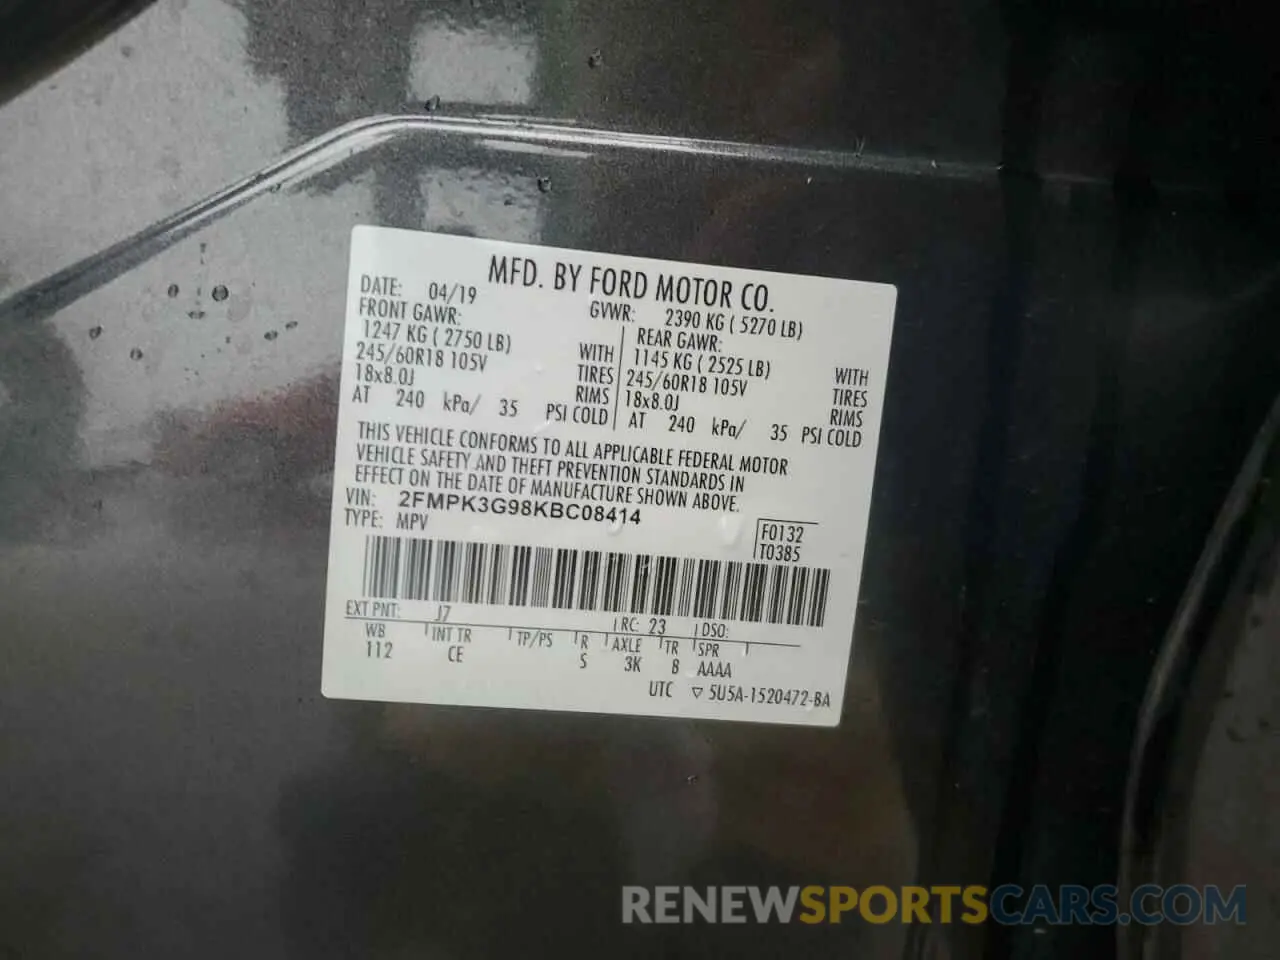 MFD. BY FORD MOTOR CO.
DATE: 04/19 GVWR: 2390 KG ( 5270 LB)
FRONT GAWR: REAR GAWR:
1247 KG ( 2750 LB) WITH 1145 KG ( 2525 LB) WITH
245/60R18 105V TIRES 245/60R18 105V TIRES
18x8.0J RIMS 18x8.0J RIMS
AT 240 kPa/ 35 PSI COLD AT 240 kPa/ 35 PSI COLD
THIS VEHICLE CONFORMS TO ALL APPLICABLE FEDERAL MOTOR
VEHICLE SAFETY AND THEFT PREVENTION STANDARDS IN
EFFECT ON THE DATE OF MANUFACTURE SHOWN ABOVE.
VIN: 2FMPK3G98KBC08414
TYPE: MPV
F0132
T0385
EXT PNT: J7 RC: 23 DSO:
WB INT TR TP/PS R AXLE TR SPR
112 CE S 3K B AAAA
UTC ▽ 5U5A-1520472-BA
RENEWSPORTSCARS.COM